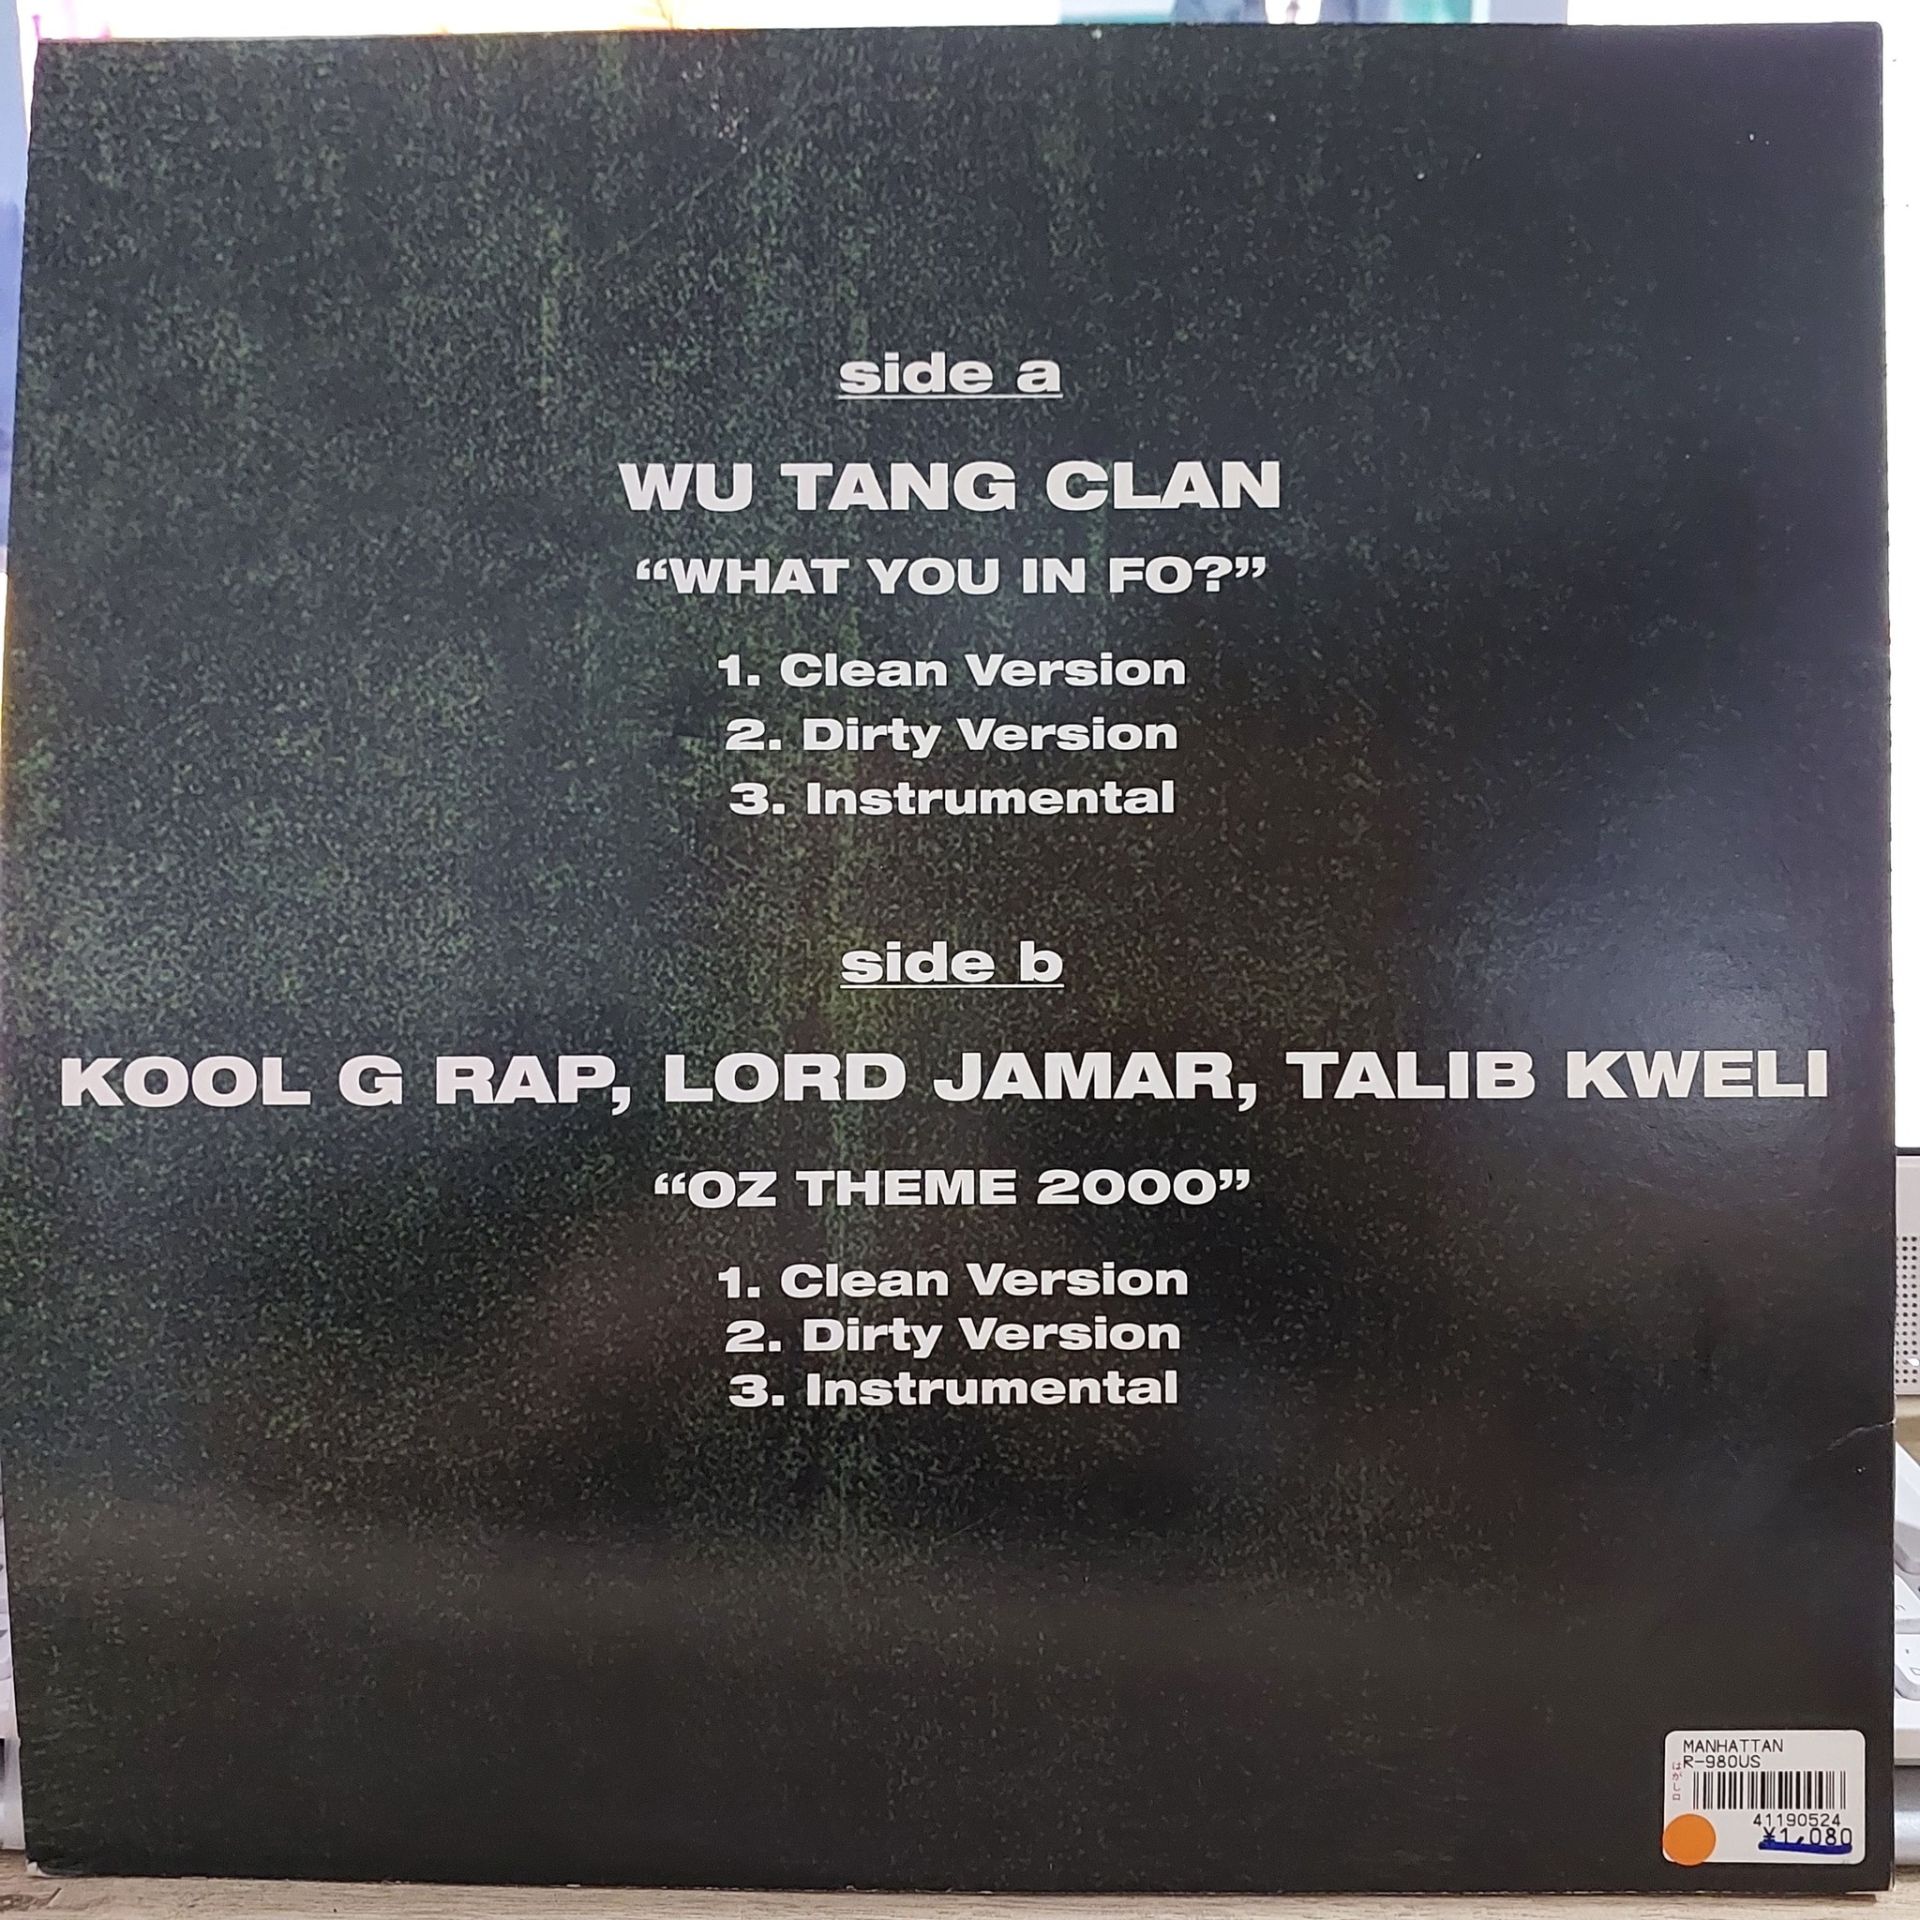 side a
WU TANG CLAN
“WHAT YOU IN FO?”
1. Clean Version
2. Dirty Version
3. Instrumental
side b
KOOL G RAP, LORD JAMAR, TALIB KWELI
“OZ THEME 2000”
1. Clean Version
2. Dirty Version
3. Instrumental
MANHATTAN
R-980US
41190524
¥1,080